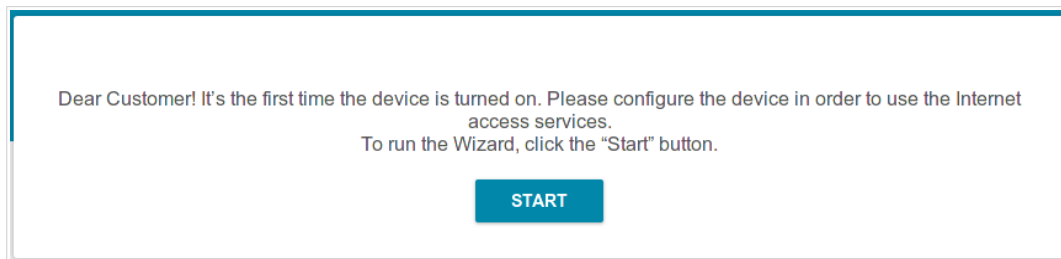 Dear Customer! It's the first time the device is turned on. Please configure the device in order to use the Internet
access services.
To run the Wizard, click the “Start” button.
START